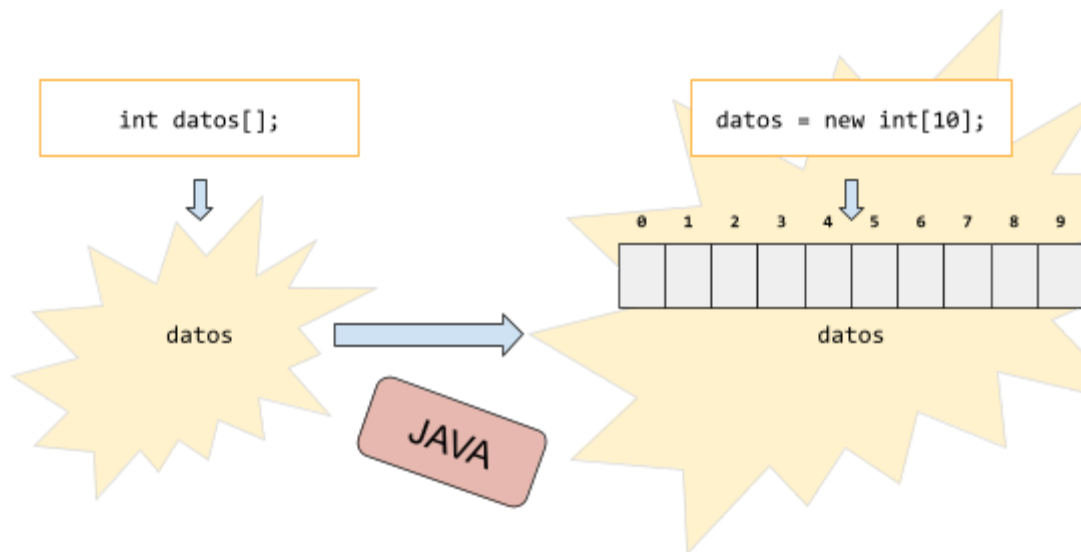 int datos[];
datos = new int[10];
0 1 2 3 4 5 6 7 8 9
datos
datos
JAVA